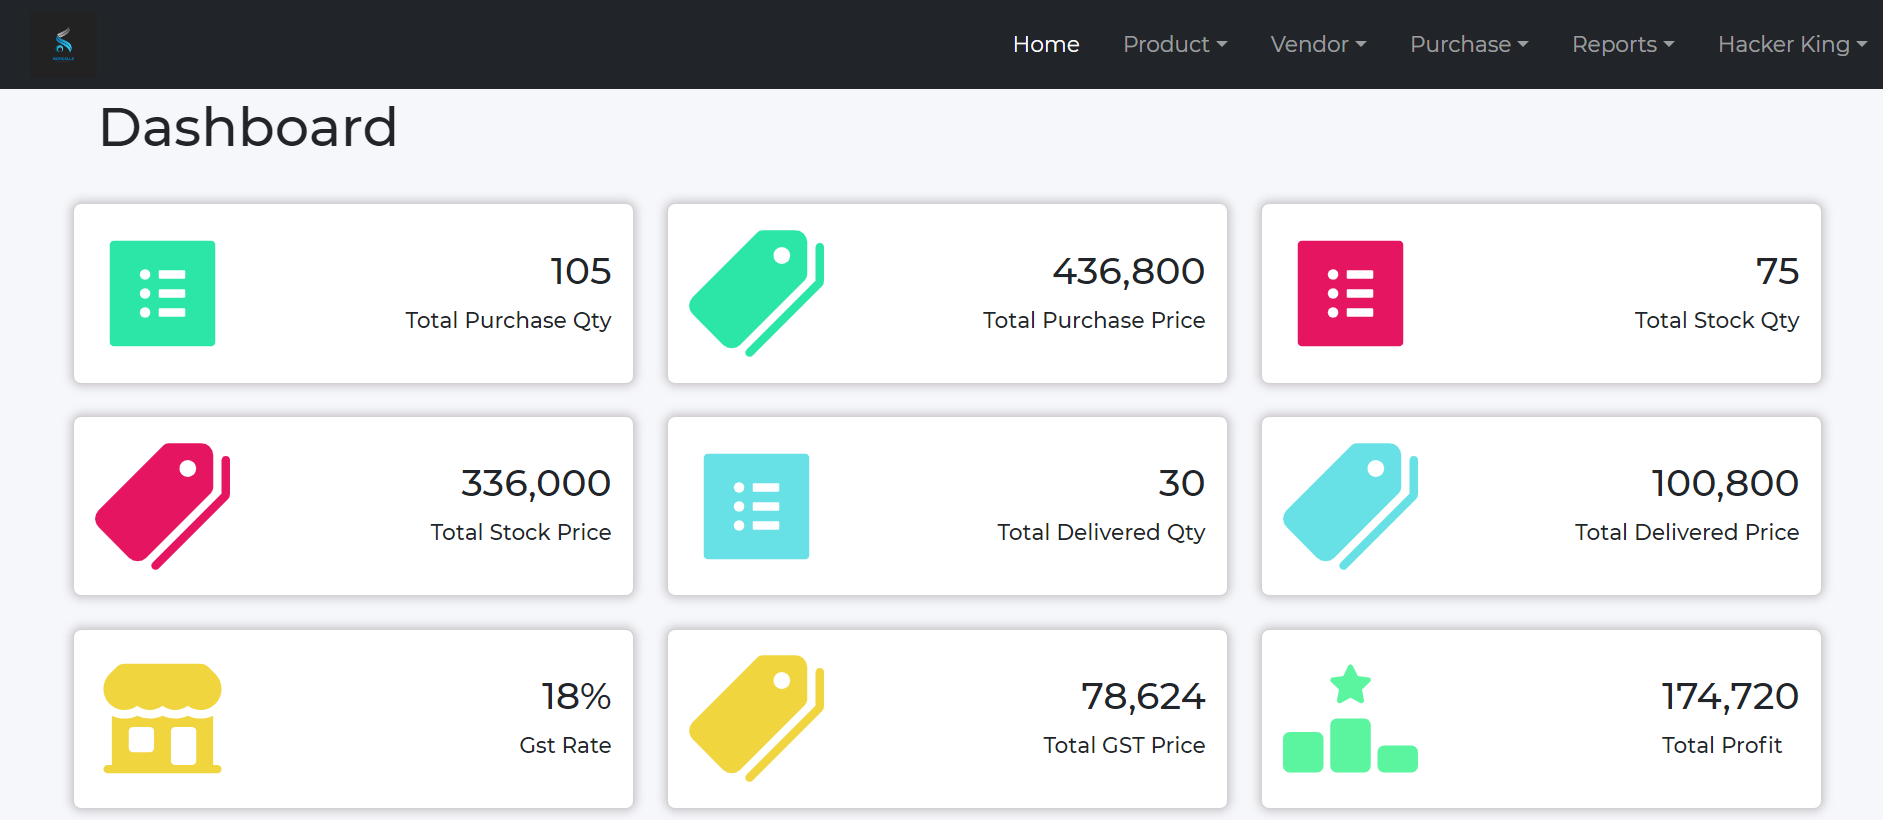 Home Product Vendor Purchase Reports Hacker King
Dashboard
105
Total Purchase Qty
436,800
Total Purchase Price
75
Total Stock Qty
336,000
Total Stock Price
30
Total Delivered Qty
100,800
Total Delivered Price
18%
Gst Rate
78,624
Total GST Price
174,720
Total Profit